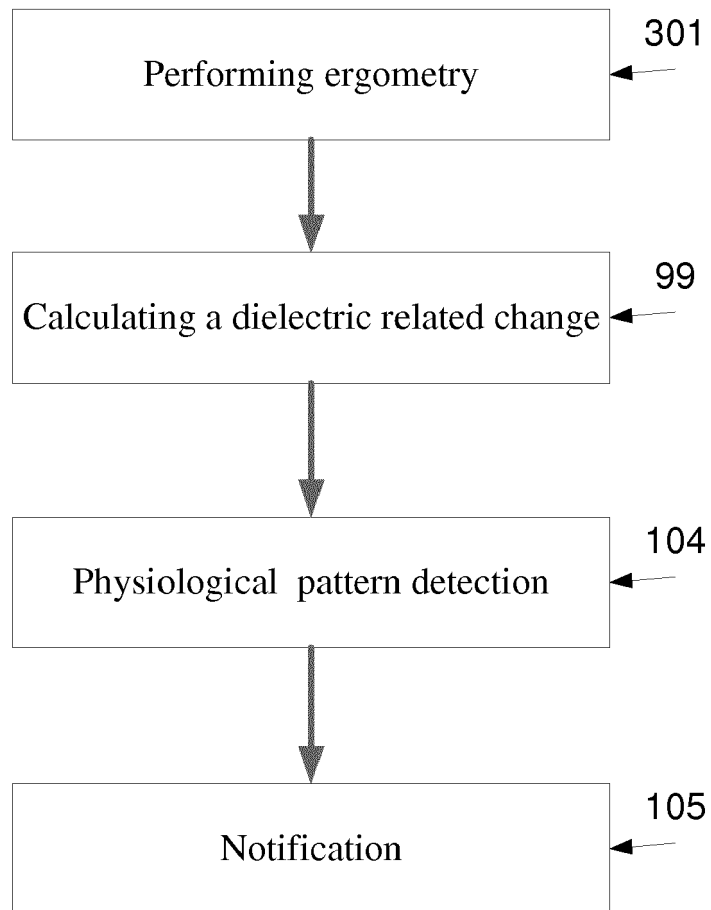 301
Performing ergometry
99
Calculating a dielectric related change
104
Physiological pattern detection
105
Notification